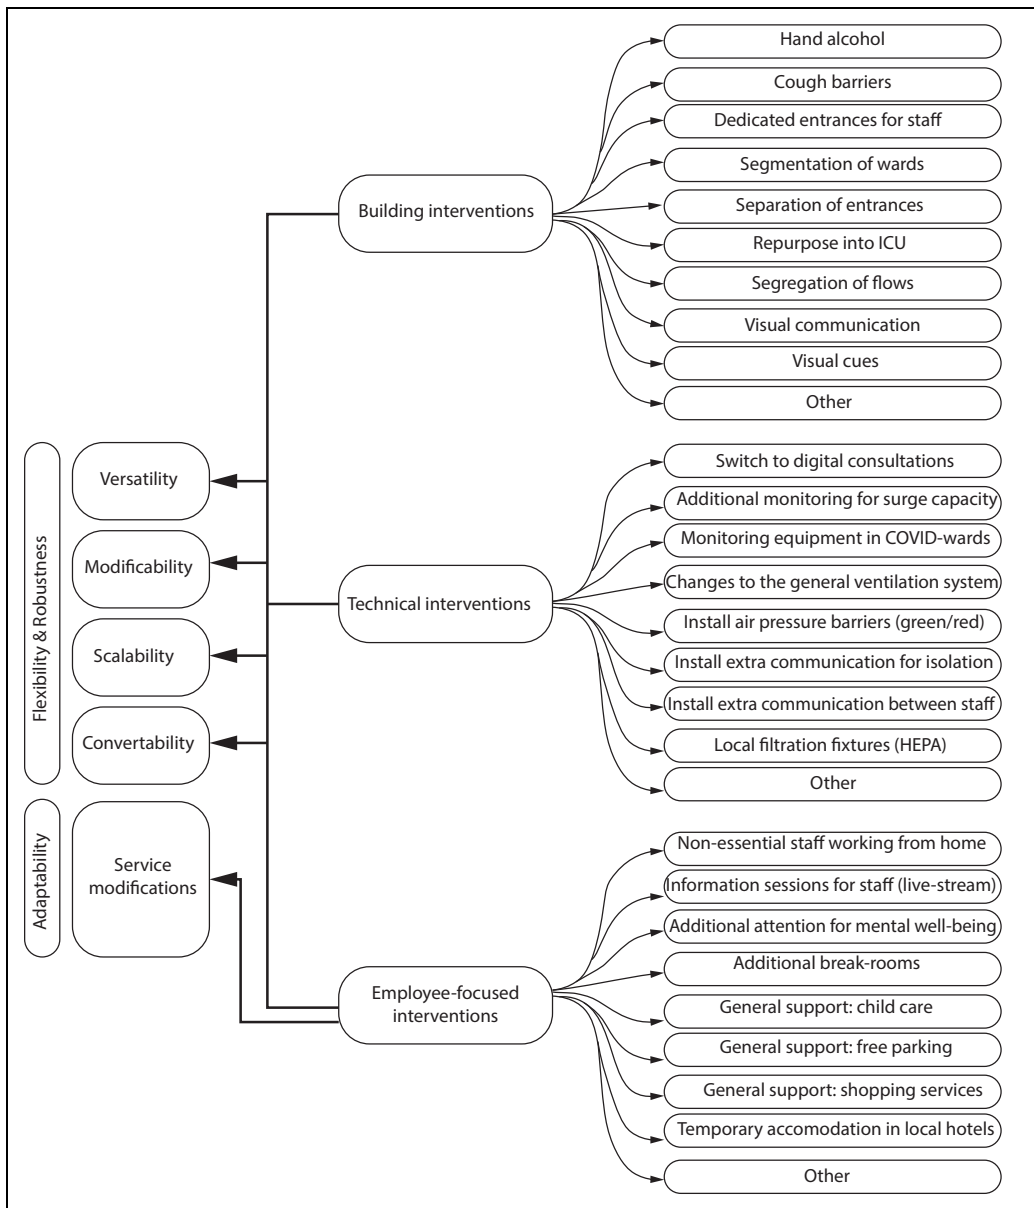 Hand alcohol
Cough barriers
Dedicated entrances for staff
Segmentation of wards
Building interventions
Separation of entrances
Repurpose into ICU
Segregation of flows
Visual communication
Visual cues
Other
Flexibility & Robustness
Versatility
Modificability
Scalability
Convertability
Technical interventions
Switch to digital consultations
Additional monitoring for surge capacity
Monitoring equipment in COVID-wards
Changes to the general ventilation system
Install air pressure barriers (green/red)
Install extra communication for isolation
Install extra communication between staff
Local filtration fixtures (HEPA)
Other
Adaptability
Service
modifications
Employee-focused
interventions
Non-essential staff working from home
Information sessions for staff (live-stream)
Additional attention for mental well-being
Additional break-rooms
General support: child care
General support: free parking
General support: shopping services
Temporary accomodation in local hotels
Other